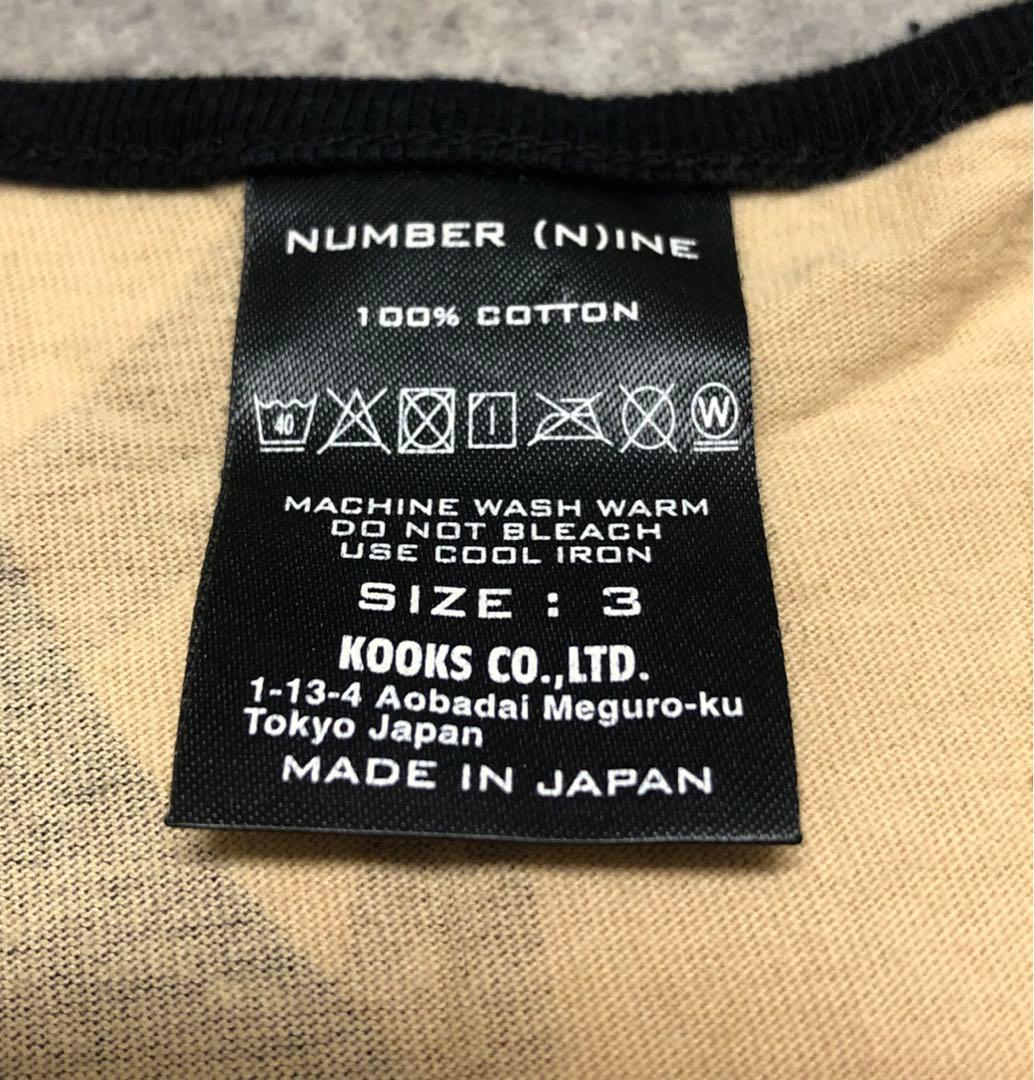 NUMBER (N)INE
100% COTTON
40 W
MACHINE WASH WARM
DO NOT BLEACH
USE COOL IRON
SIZE : 3
KOOKS CO.,LTD.
1-13-4 Aobadai Meguro-ku
Tokyo Japan
MADE IN JAPAN